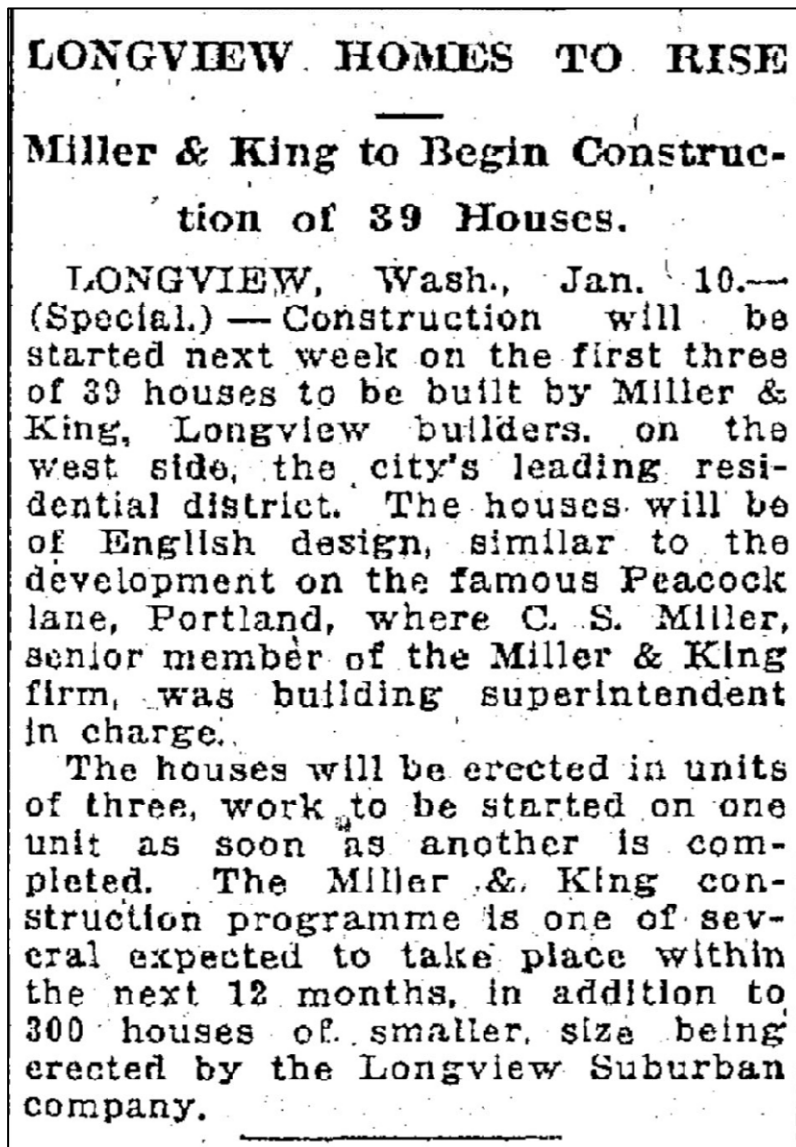 LONGVIEW HOMES TO RISE
Miller & King to Begin Construc-
tion of 39 Houses.
LONGVIEW, Wash., Jan. 10.—
(Special.) — Construction will be
started next week on the first three
of 39 houses to be built by Miller &
King, Longview builders, on the
west side, the city's leading resi-
dential district. The houses will be
of English design, similar to the
development on the famous Peacock
lane, Portland, where C. S. Miller,
senior member of the Miller & King
firm, was building superintendent
in charge.
The houses will be erected in units
of three, work to be started on one
unit as soon as another is com-
pleted. The Miller & King con-
struction programme is one of sev-
eral expected to take place within
the next 12 months, in addition to
300 houses of smaller size being
erected by the Longview Suburban
company.